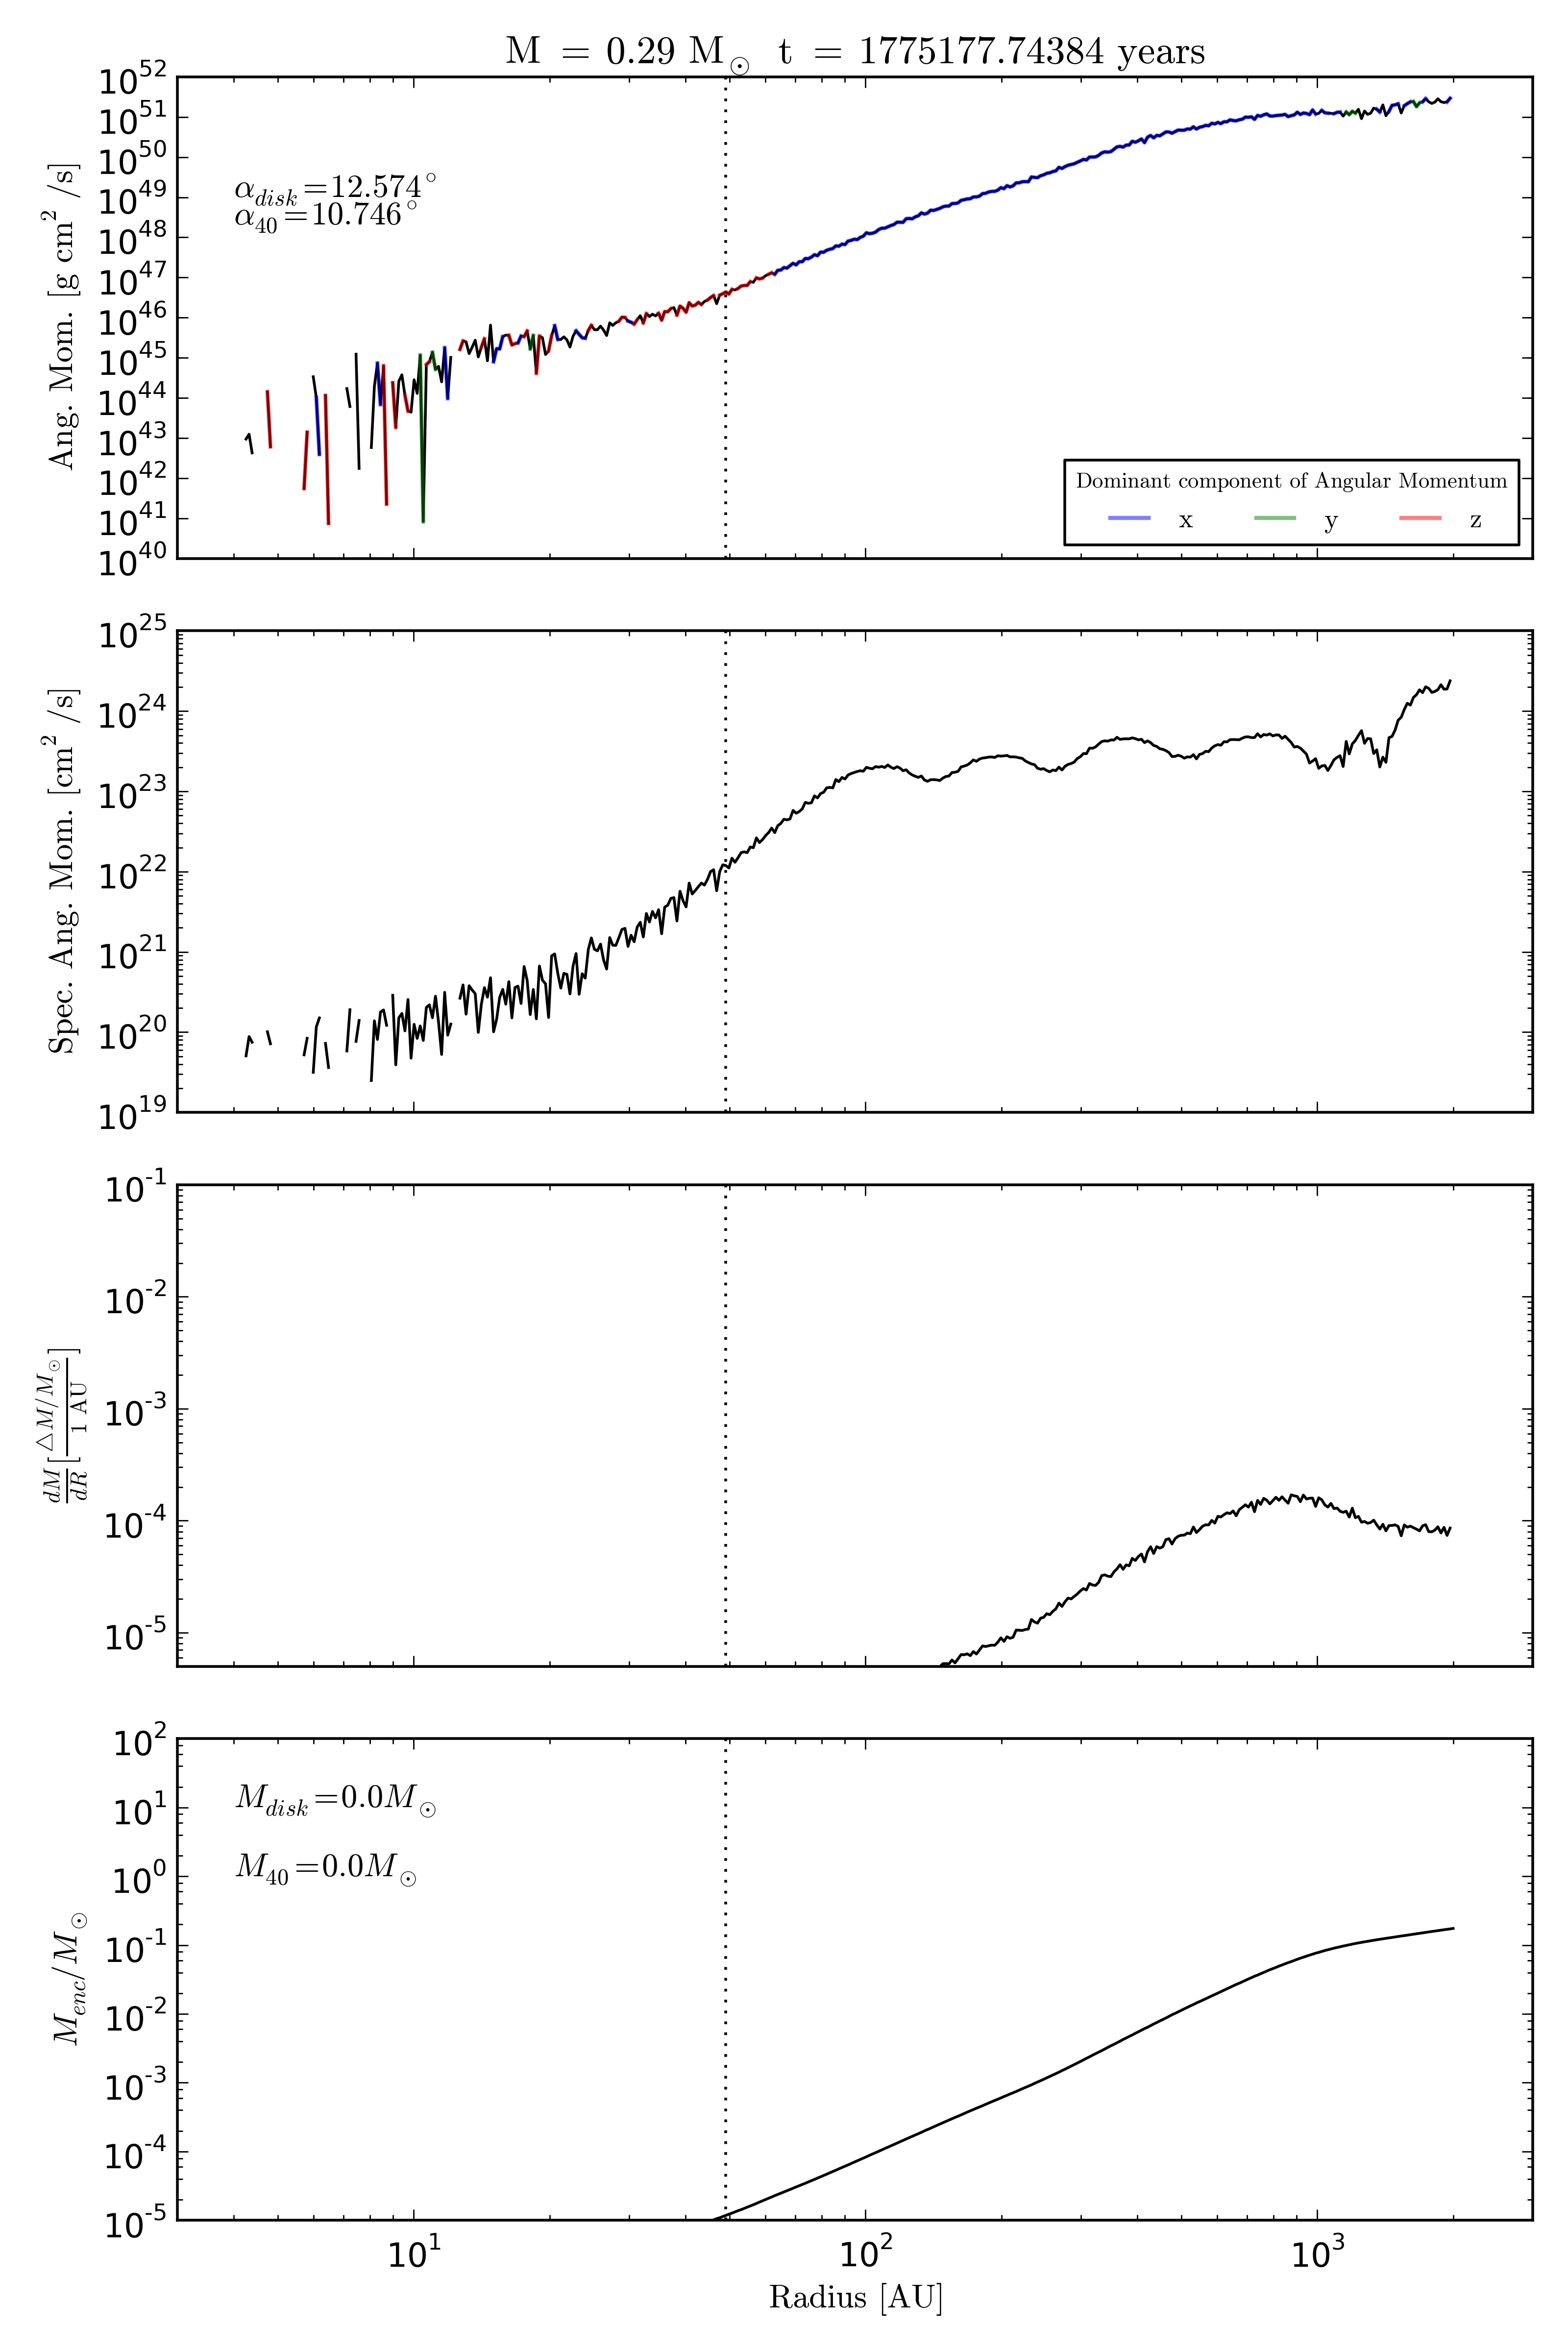 M = 0.29 M☉ t = 1775177.74384 years
10^52
10^51
10^50
10^49
10^48
10^47
10^46
10^45
10^44
10^43
10^42
10^41
10^40
Ang. Mom. [g cm^2 /s]
α_disk=12.574°
α_40=10.746°
Dominant component of Angular Momentum
x y z
10^25
10^24
10^23
10^22
10^21
10^20
10^19
Spec. Ang. Mom. [cm^2 /s]
10^-1
10^-2
10^-3
10^-4
10^-5
dM/dR [△M/M☉ / 1 AU]
10^2
10^1
10^0
10^-1
10^-2
10^-3
10^-4
10^-5
M_enc/M☉
M_disk=0.0M☉
M_40=0.0M☉
10^1 10^2 10^3
Radius [AU]